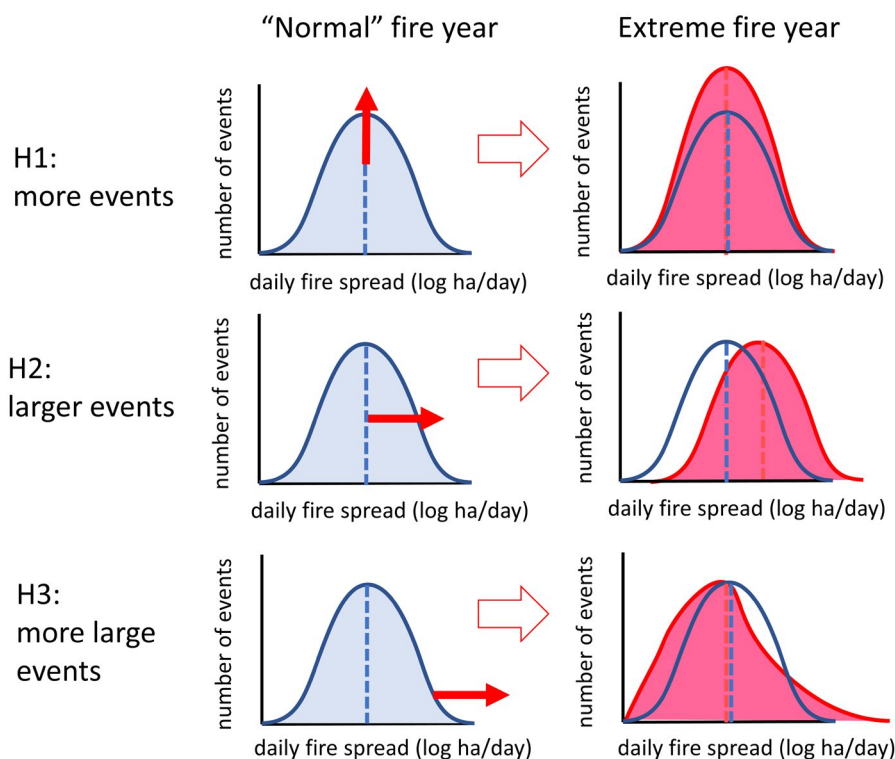 “Normal” fire year
Extreme fire year
H1:
more events
number of events
daily fire spread (log ha/day)
number of events
daily fire spread (log ha/day)
H2:
larger events
number of events
daily fire spread (log ha/day)
number of events
daily fire spread (log ha/day)
H3:
more large
events
number of events
daily fire spread (log ha/day)
number of events
daily fire spread (log ha/day)